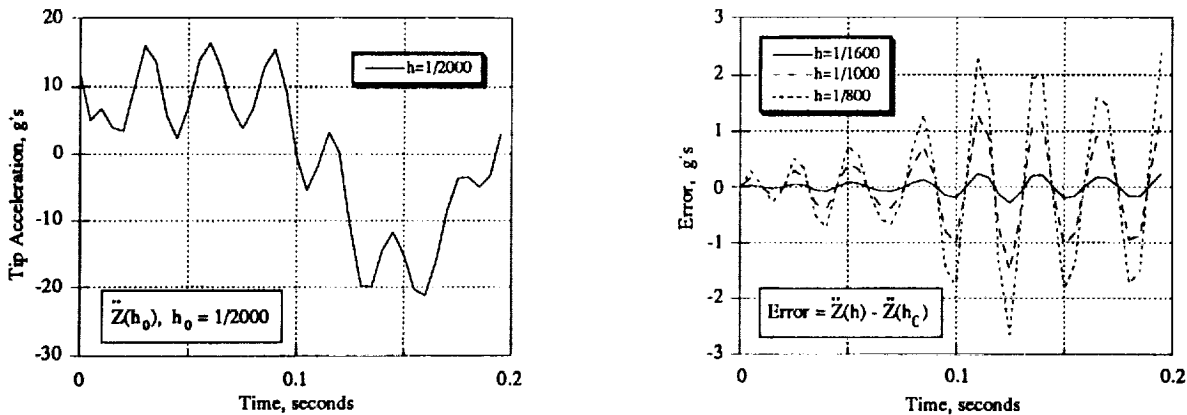 20
10
0
-10
-20
-30
Tip Acceleration, g's
h=1/2000
Z̈(h₀), h₀ = 1/2000
0
0.1
0.2
Time, seconds
3
2
1
0
-1
-2
-3
Error, g's
h=1/1600
h=1/1000
h=1/800
Error = Z̈(h) - Z̈(h₀)
0
0.1
0.2
Time, seconds